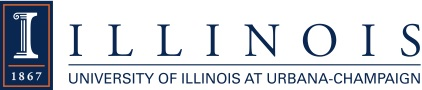 I
1867
ILLINOIS
UNIVERSITY OF ILLINOIS AT URBANA-CHAMPAIGN